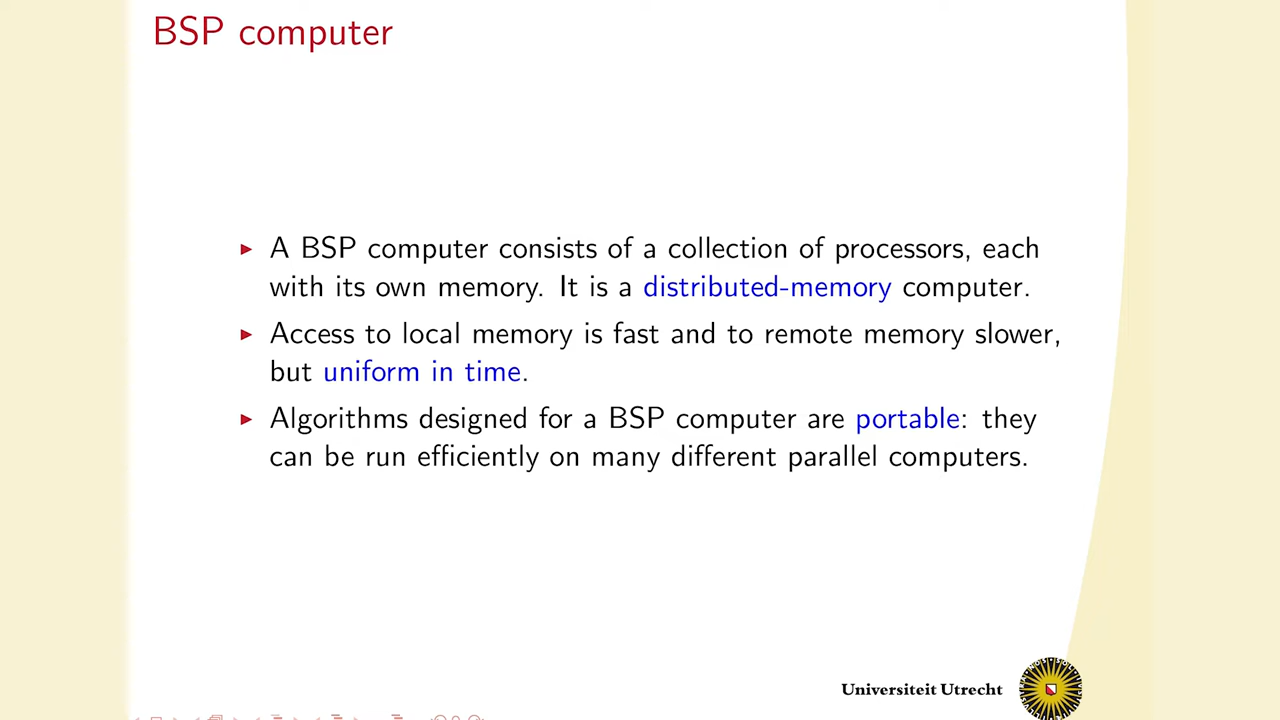 BSP computer
A BSP computer consists of a collection of processors, each
with its own memory. It is a distributed-memory computer.
Access to local memory is fast and to remote memory slower,
but uniform in time.
Algorithms designed for a BSP computer are portable: they
can be run efficiently on many different parallel computers.
Universiteit Utrecht